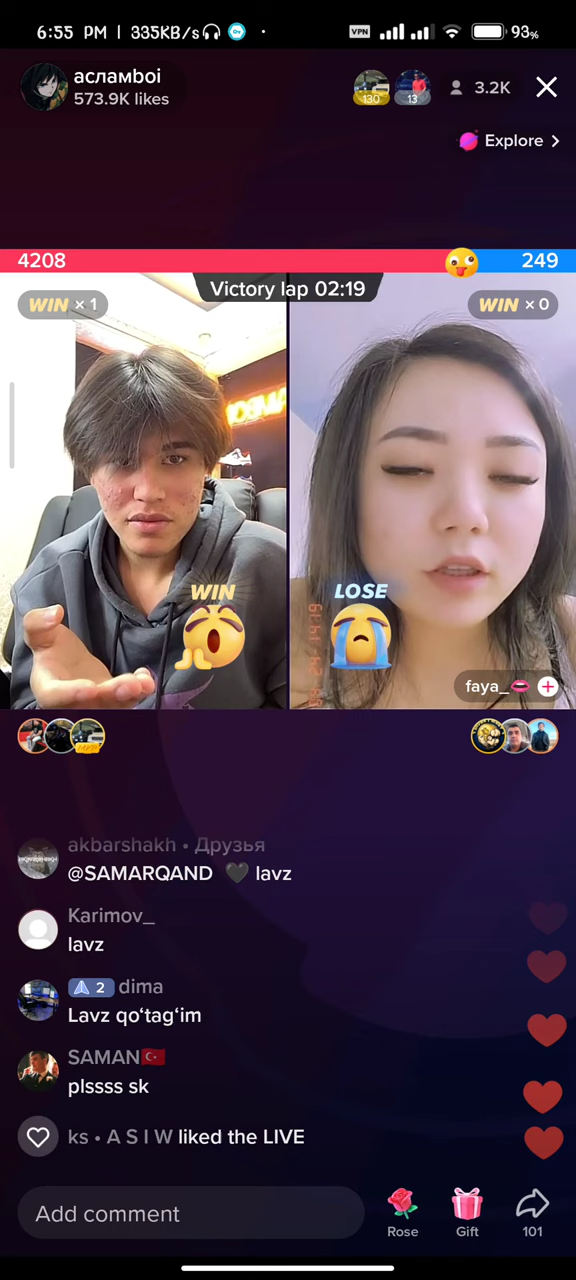 6:55 PM | 335KB/s
VPN
93%
асламboi
573.9K likes
130
13
3.2K
Explore
4208
249
Victory lap 02:19
WIN × 1
WIN × 0
WIN
LOSE
faya_
akbarshakh • Друзья
@SAMARQAND 🖤 lavz
Karimov_
lavz
2 dima
Lavz qo‘tag‘im
SAMAN🇹🇷
plssss sk
ks • A S I W liked the LIVE
Add comment
Rose
Gift
101